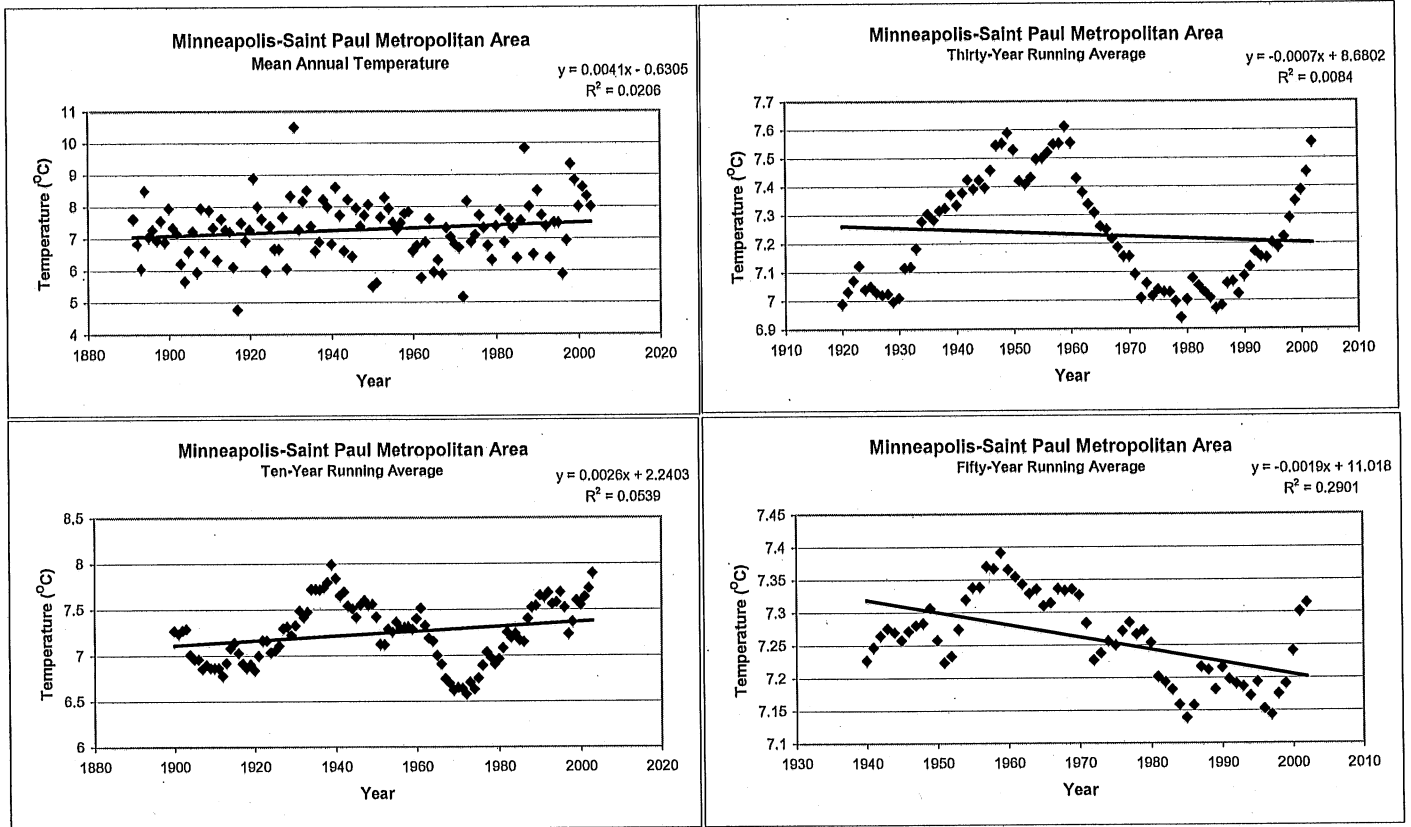 Minneapolis-Saint Paul Metropolitan Area
Mean Annual Temperature
y = 0.0041x - 0.6305
R² = 0.0206
11
10
9
8
7
6
5
4
Temperature (°C)
1880 1900 1920 1940 1960 1980 2000 2020
Year
Minneapolis-Saint Paul Metropolitan Area
Thirty-Year Running Average
y = -0.0007x + 8.6802
R² = 0.0084
7.7
7.6
7.5
7.4
7.3
7.2
7.1
7
6.9
Temperature (°C)
1910 1920 1930 1940 1950 1960 1970 1980 1990 2000 2010
Year
Minneapolis-Saint Paul Metropolitan Area
Ten-Year Running Average
y = 0.0026x + 2.2403
R² = 0.0539
8.5
8
7.5
7
6.5
6
Temperature (°C)
1880 1900 1920 1940 1960 1980 2000 2020
Year
Minneapolis-Saint Paul Metropolitan Area
Fifty-Year Running Average
y = -0.0019x + 11.018
R² = 0.2901
7.45
7.4
7.35
7.3
7.25
7.2
7.15
7.1
Temperature (°C)
1930 1940 1950 1960 1970 1980 1990 2000 2010
Year